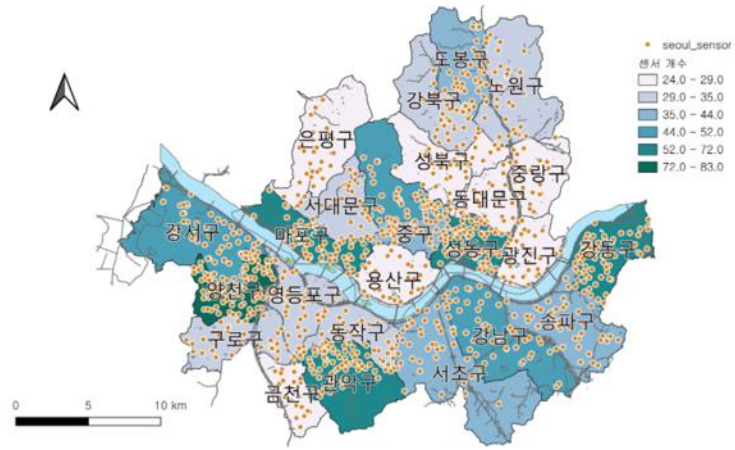 seoul_sensor
센서 개수
24.0 - 29.0
29.0 - 35.0
35.0 - 44.0
44.0 - 52.0
52.0 - 72.0
72.0 - 83.0
도봉구
노원구
강북구
은평구
성북구
중랑구
서대문구
동대문구
강서구
마포구
중구
성동구
광진구
강동구
용산구
양천구
영등포구
구로구
동작구
강남구
송파구
서초구
금천구
관악구
0 5 10 km